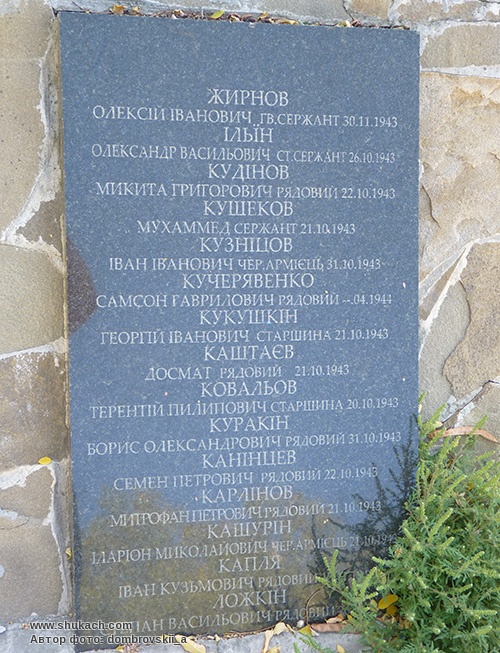 ЖИРНОВ
ОЛЕКСІЙ ІВАНОВИЧ ГВ.СЕРЖАНТ 30.11.1943
ІЛЬЇН
ОЛЕКСАНДР ВАСИЛЬОВИЧ СТ.СЕРЖАНТ 26.10.1943
КУДІНОВ
МИКИТА ГРИГОРОВИЧ РЯДОВИЙ 22.10.1943
КУШЕКОВ
МУХАММЕД СЕРЖАНТ 21.10.1943
КУЗНІЦОВ
ІВАН ІВАНОВИЧ ЧЕР.АРМІЄЦЬ 31.10.1943
КУЧЕРЯВЕНКО
САМСОН ГАВРИЛОВИЧ РЯДОВИЙ --.04.1944
КУКУШКІН
ГЕОРГІЙ ІВАНОВИЧ СТАРШИНА 21.10.1943
КАШТАЄВ
ДОСМАТ РЯДОВИЙ 21.10.1943
КОВАЛЬОВ
ТЕРЕНТІЙ ПИЛИПОВИЧ СТАРШИНА 20.10.1943
КУРАКІН
БОРИС ОЛЕКСАНДРОВИЧ РЯДОВИЙ 31.10.1943
КАНІНЦЕВ
СЕМЕН ПЕТРОВИЧ РЯДОВИЙ 22.10.1943
КАРЛІНОВ
МИТРОФАН ПЕТРОВИЧ РЯДОВИЙ 21.10.1943
КАШУРІН
ІЛАРІОН МИКОЛАЙОВИЧ ЧЕР.АРМІЄЦЬ 21.10.1943
КАПЛЯ
ІВАН КУЗЬМОВИЧ РЯДОВИЙ
ЛОЖКІН
ВАСИЛЬОВИЧ РЯДОВИЙ
www.shukach.com
Автор фото: dombrovskii_a